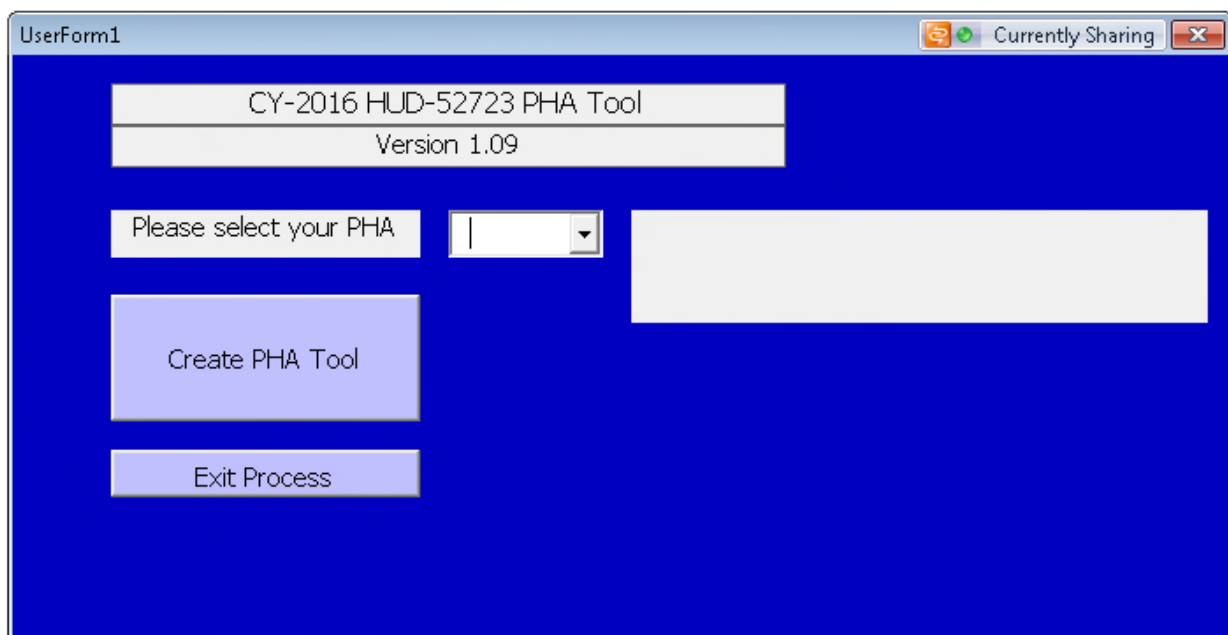 UserForm1
Currently Sharing
CY-2016 HUD-52723 PHA Tool
Version 1.09
Please select your PHA
Create PHA Tool
Exit Process